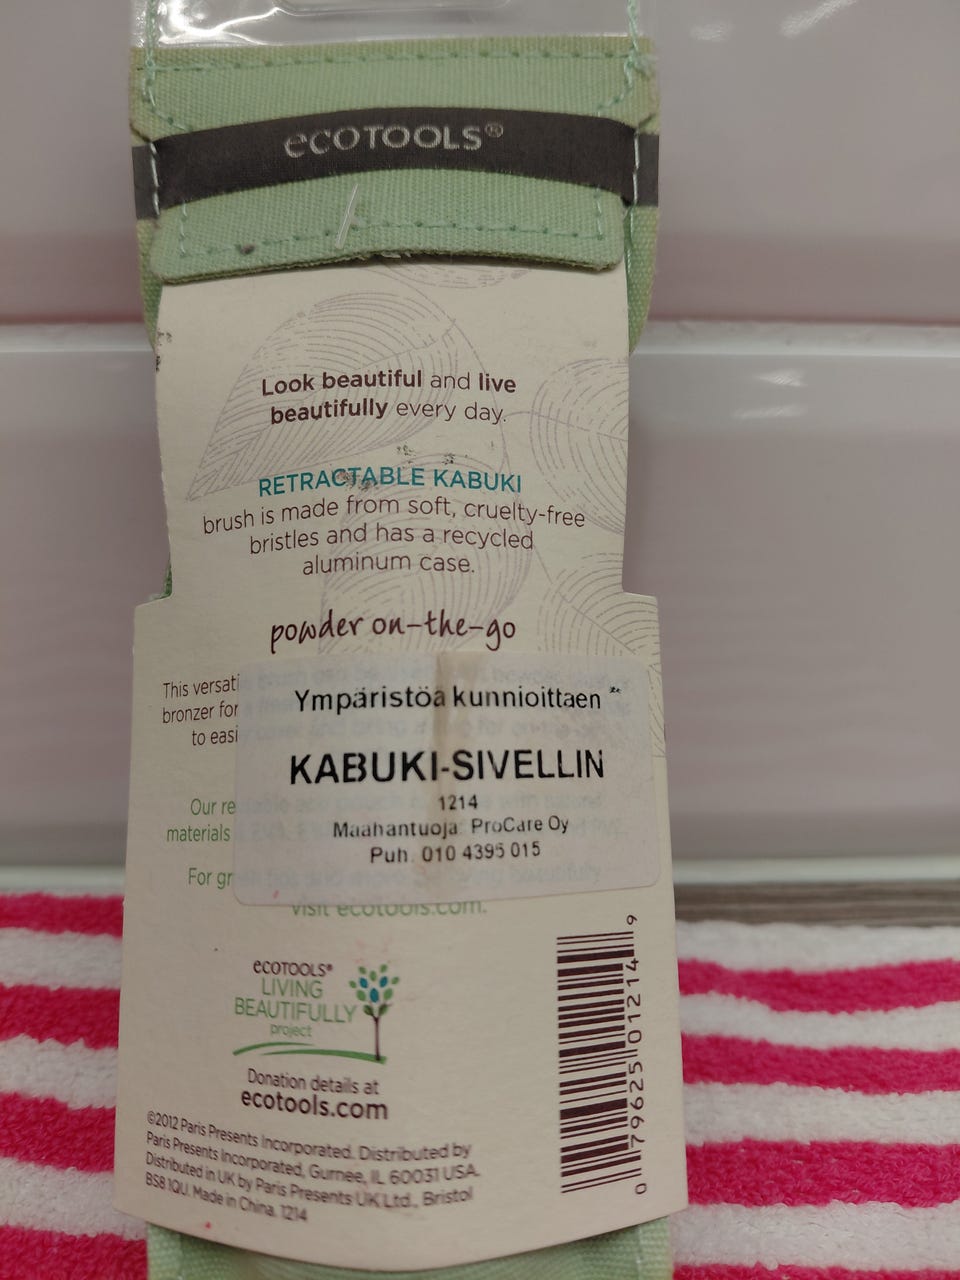 ecoTOOLS®
Look beautiful and live
beautifully every day.
RETRACTABLE KABUKI
brush is made from soft, cruelty-free
bristles and has a recycled
aluminum case.
powder on-the-go
This versati
bronzer for
to easi
Ympäristöä kunnioittaen
KABUKI-SIVELLIN
1214
Maahantuoja: ProCare Oy
Puh. 010 4395 015
Our re
materials
For gr
visit ecotools.com.
ecoTOOLS®
LIVING
BEAUTIFULLY
project
Donation details at
ecotools.com
©2012 Paris Presents Incorporated. Distributed by
Paris Presents Incorporated, Gurnee, IL 60031 USA.
Distributed in UK by Paris Presents UK Ltd., Bristol
BS8 1QU. Made in China. 1214
0 79625 01214 9